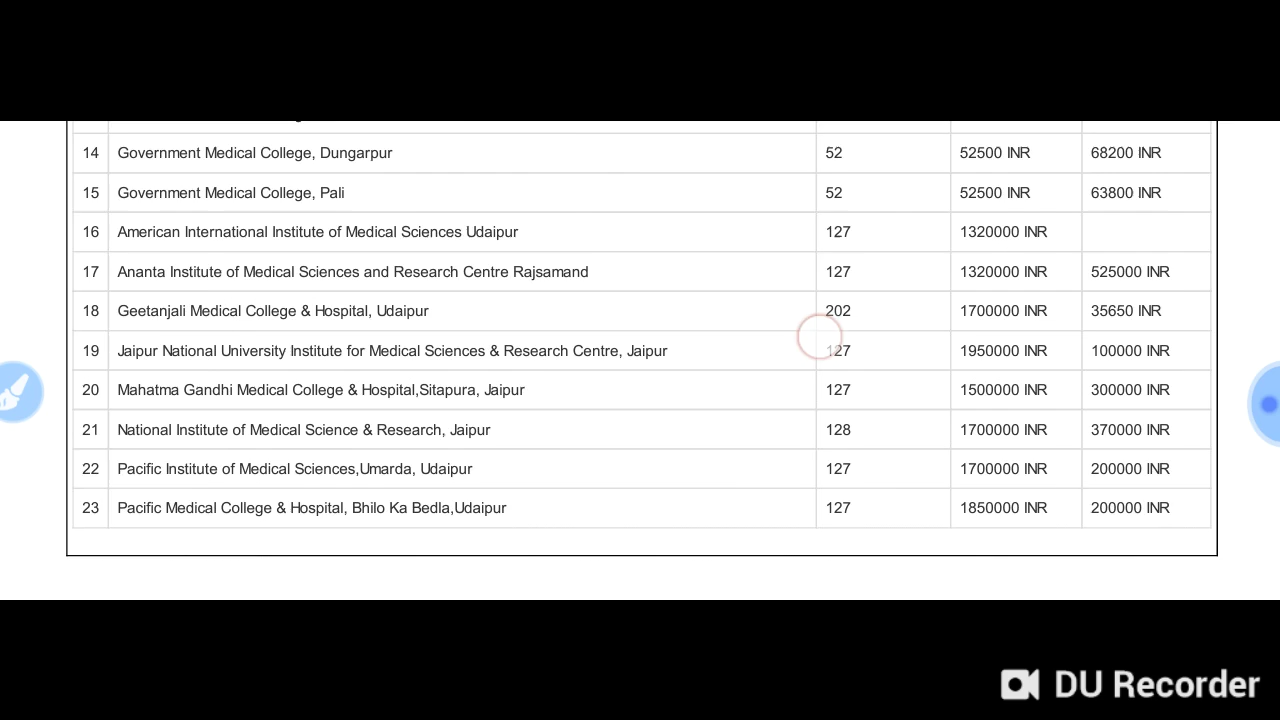 14 Government Medical College, Dungarpur 52 52500 INR 68200 INR
15 Government Medical College, Pali 52 52500 INR 63800 INR
16 American International Institute of Medical Sciences Udaipur 127 1320000 INR
17 Ananta Institute of Medical Sciences and Research Centre Rajsamand 127 1320000 INR 525000 INR
18 Geetanjali Medical College & Hospital, Udaipur 202 1700000 INR 35650 INR
19 Jaipur National University Institute for Medical Sciences & Research Centre, Jaipur 127 1950000 INR 100000 INR
20 Mahatma Gandhi Medical College & Hospital,Sitapura, Jaipur 127 1500000 INR 300000 INR
21 National Institute of Medical Science & Research, Jaipur 128 1700000 INR 370000 INR
22 Pacific Institute of Medical Sciences,Umarda, Udaipur 127 1700000 INR 200000 INR
23 Pacific Medical College & Hospital, Bhilo Ka Bedla,Udaipur 127 1850000 INR 200000 INR
DU Recorder